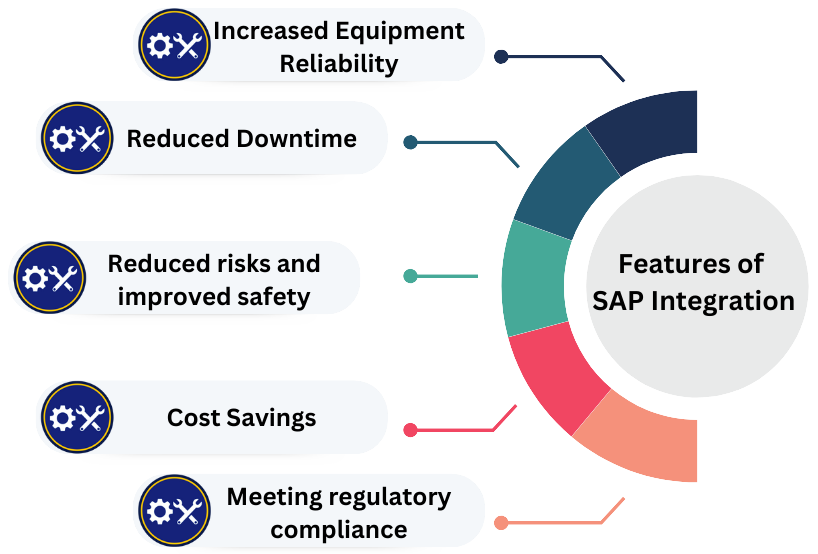 Increased Equipment
Reliability
Reduced Downtime
Reduced risks and
improved safety
Cost Savings
Meeting regulatory
compliance
Features of
SAP Integration